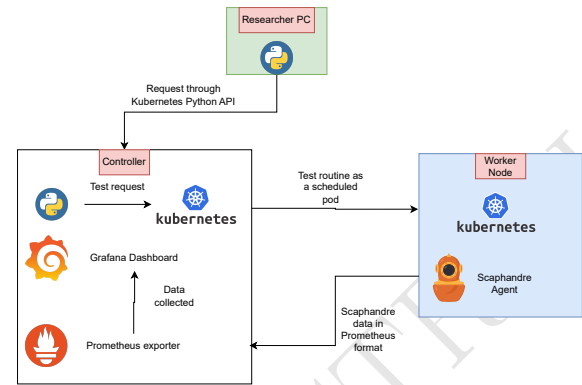 Researcher PC
Request through
Kubernetes Python API
Controller
Test request
kubernetes
Grafana Dashboard
Data
collected
Prometheus exporter
Test routine as
a scheduled
pod
Worker
Node
kubernetes
Scaphandre
Agent
Scaphandre
data in
Prometheus
format